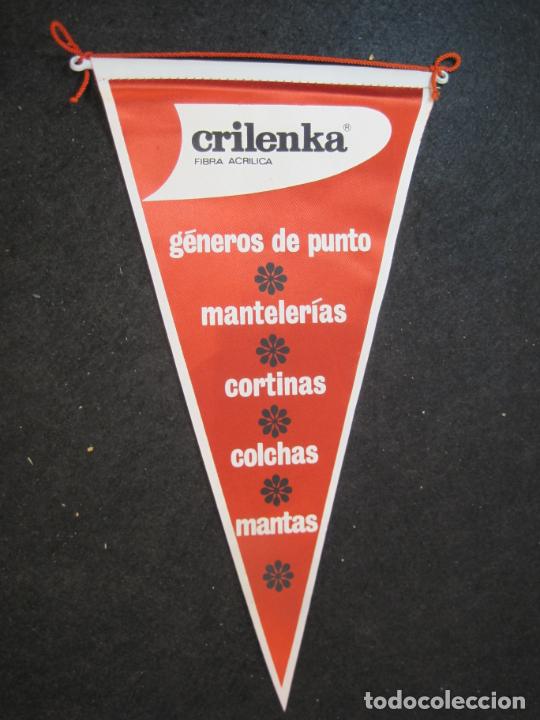 crilenka®
FIBRA ACRILICA
géneros de punto
mantelerías
cortinas
colchas
mantas
todocoleccion